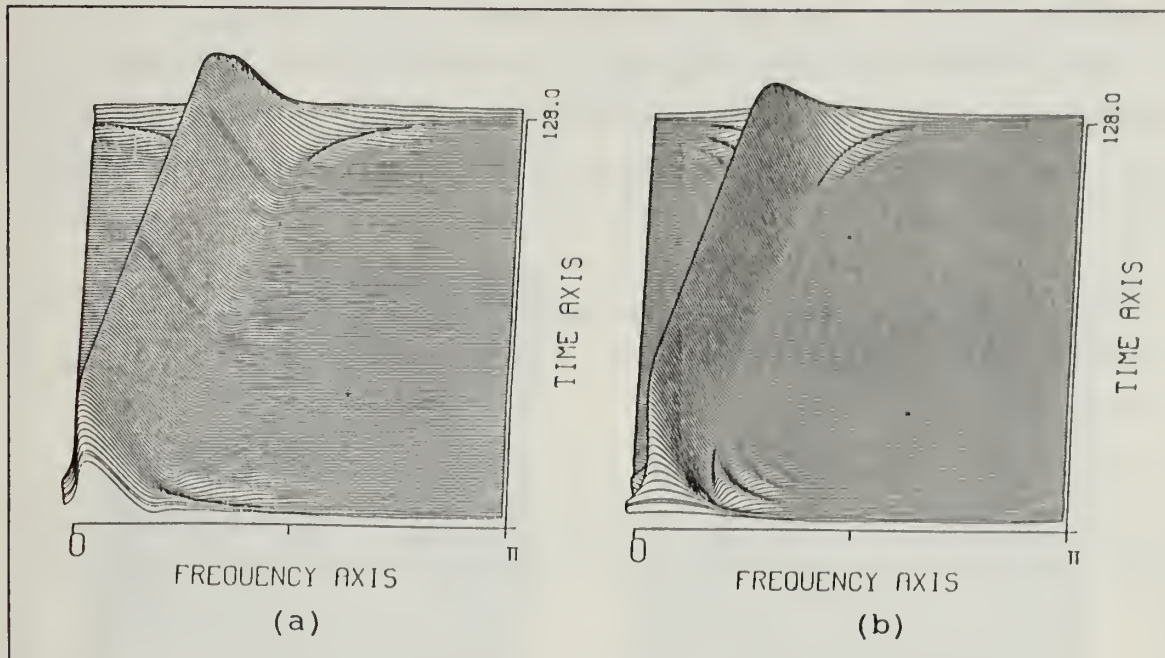 128.0
TIME AXIS
0
π
FREQUENCY AXIS
(a)
128.0
TIME AXIS
0
π
FREQUENCY AXIS
(b)